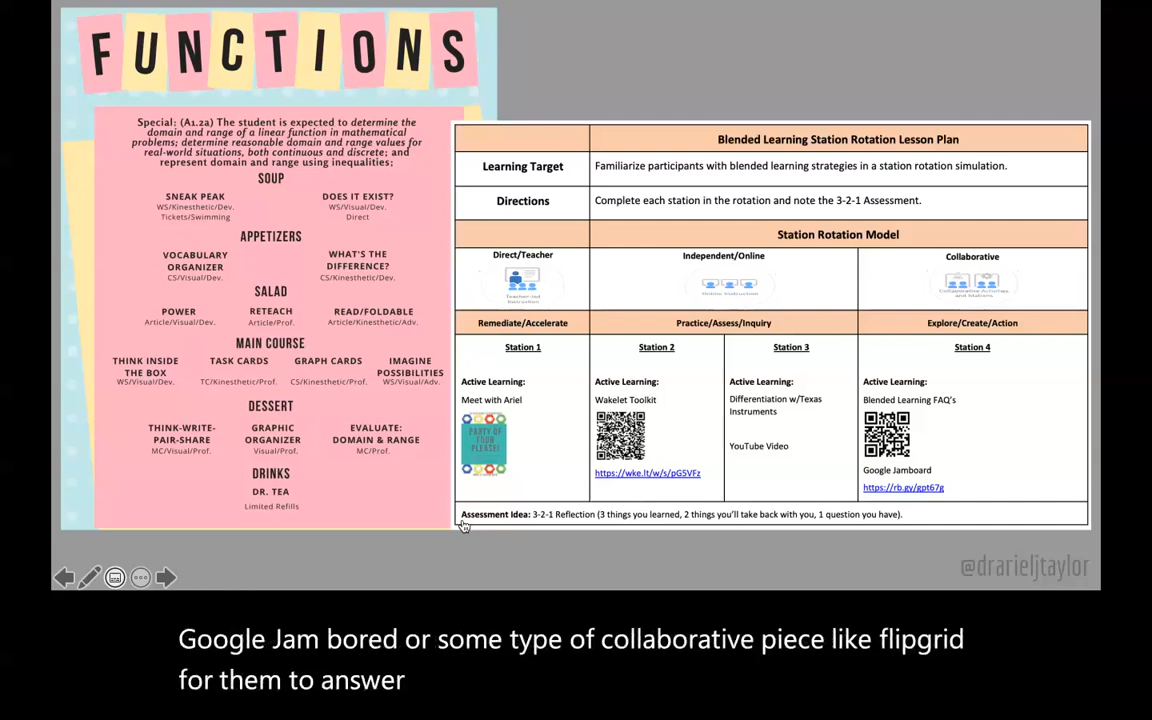 FUNCTIONS
Special: (A1.2a) The student is expected to determine the
domain and range of a linear function in mathematical
problems; determine reasonable domain and range values for
real-world situations, both continuous and discrete; and
represent domain and range using inequalities;
SOUP
SNEAK PEAK
WS/Kinesthetic/Dev.
Tickets/Swimming
DOES IT EXIST?
WS/Visual/Dev.
Direct
APPETIZERS
VOCABULARY
ORGANIZER
CS/Visual/Dev.
WHAT'S THE
DIFFERENCE?
CS/Kinesthetic/Dev.
SALAD
POWER
Article/Visual/Dev.
RETEACH
Article/Prof.
READ/FOLDABLE
Article/Kinesthetic/Adv.
MAIN COURSE
THINK INSIDE
THE BOX
WS/Visual/Dev.
TASK CARDS
TC/Kinesthetic/Prof.
GRAPH CARDS
CS/Kinesthetic/Prof.
IMAGINE
POSSIBILITIES
WS/Visual/Adv.
DESSERT
THINK-WRITE-
PAIR-SHARE
MC/Visual/Prof.
GRAPHIC
ORGANIZER
Visual/Prof.
EVALUATE:
DOMAIN & RANGE
MC/Prof.
DRINKS
DR. TEA
Limited Refills
Blended Learning Station Rotation Lesson Plan
Learning Target
Familiarize participants with blended learning strategies in a station rotation simulation.
Directions
Complete each station in the rotation and note the 3-2-1 Assessment.
Station Rotation Model
Direct/Teacher
Teacher-led
Instruction
Independent/Online
Online Instruction
Collaborative
Collaborative Activities
and Stations
Remediate/Accelerate
Practice/Assess/Inquiry
Explore/Create/Action
Station 1
Active Learning:
Meet with Ariel
PARTY OF
FOUR
PLEASE!
Station 2
Active Learning:
Wakelet Toolkit
https://wke.lt/w/s/pG5VFz
Station 3
Active Learning:
Differentiation w/Texas
Instruments
YouTube Video
Station 4
Active Learning:
Blended Learning FAQ's
Google Jamboard
https://rb.gy/gpt67g
Assessment Idea: 3-2-1 Reflection (3 things you learned, 2 things you'll take back with you, 1 question you have).
@drarieljtaylor
Google Jam bored or some type of collaborative piece like flipgrid
for them to answer